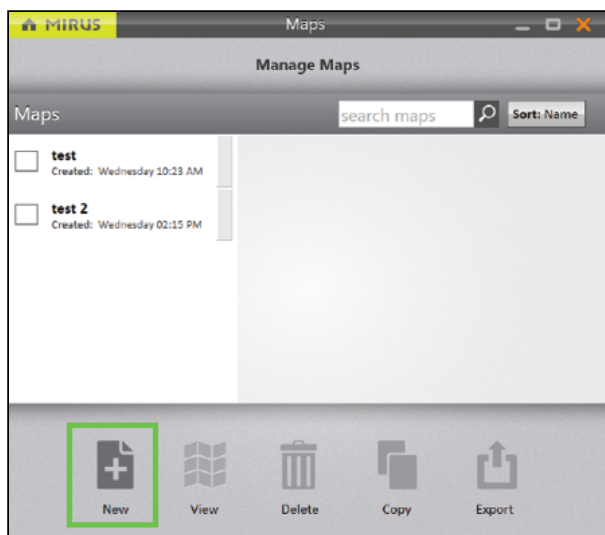 MIRUS Maps
Manage Maps
Maps search maps Sort: Name
test
Created: Wednesday 10:23 AM
test 2
Created: Wednesday 02:15 PM
New View Delete Copy Export